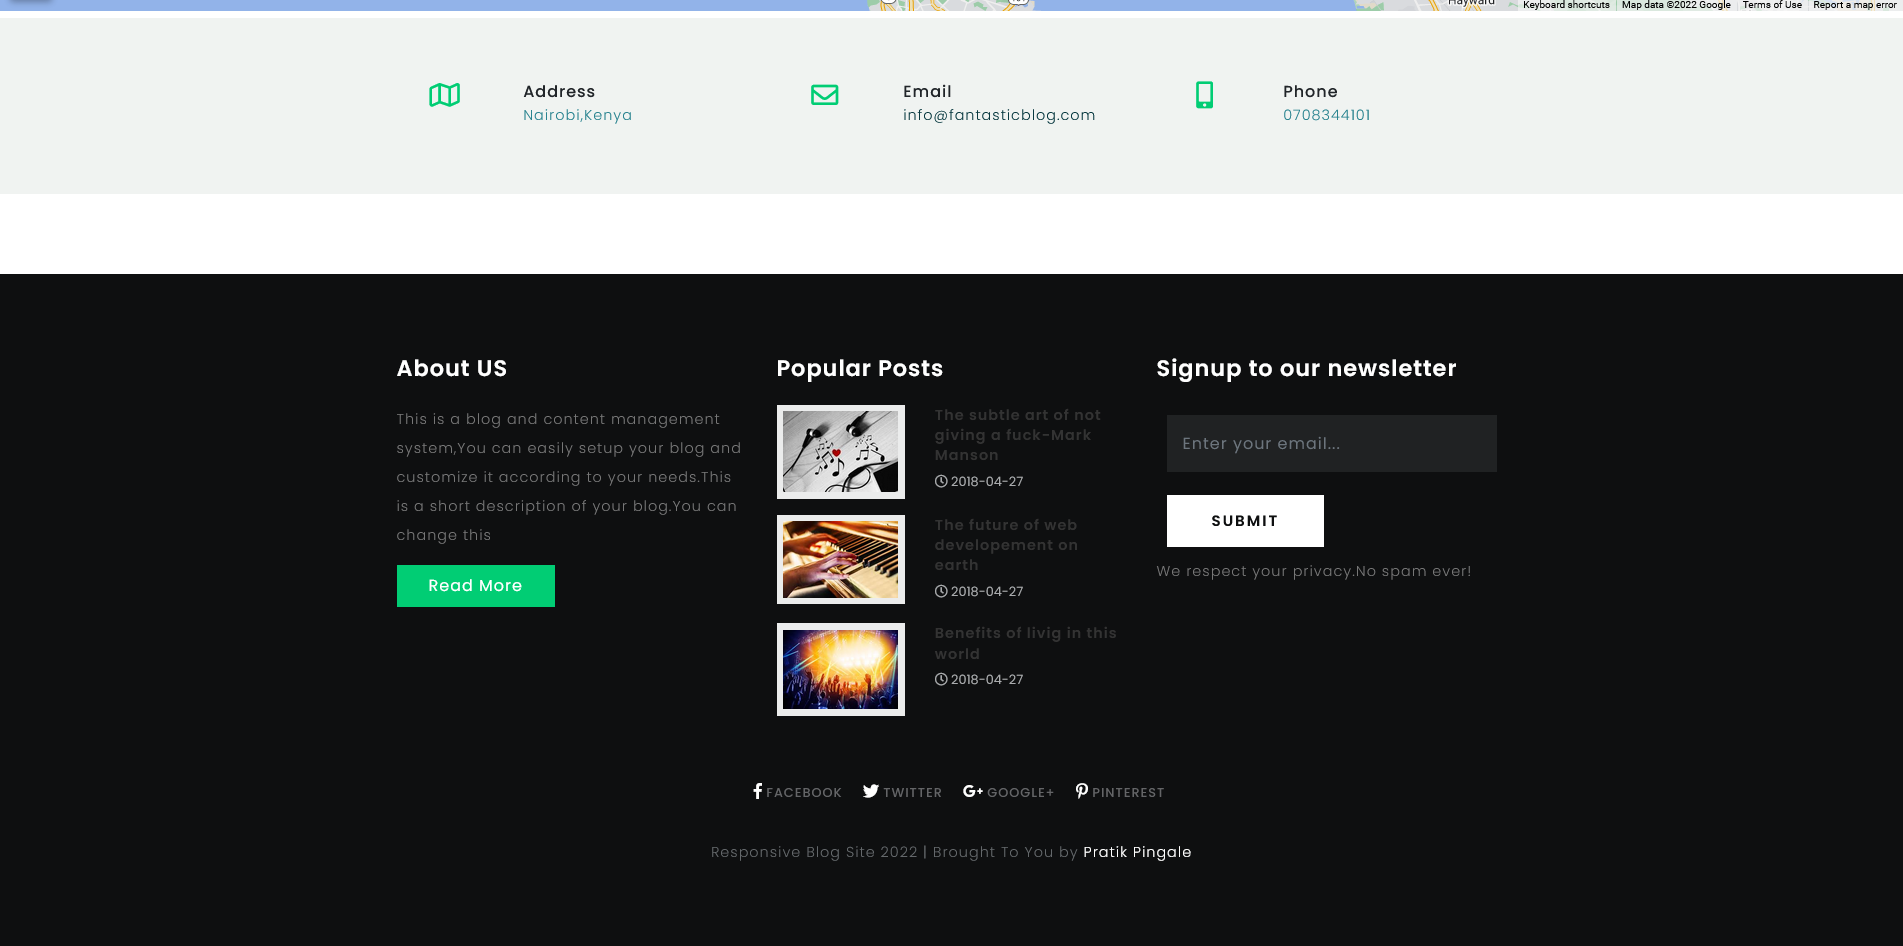 Hayward
Keyboard shortcuts
Map data ©2022 Google
Terms of Use
Report a map error
Address
Nairobi,Kenya
Email
info@fantasticblog.com
Phone
0708344101
About US
This is a blog and content management
system,You can easily setup your blog and
customize it according to your needs.This
is a short description of your blog.You can
change this
Read More
Popular Posts
The subtle art of not
giving a fuck-Mark
Manson
2018-04-27
The future of web
developement on
earth
2018-04-27
Benefits of livig in this
world
2018-04-27
Signup to our newsletter
Enter your email...
SUBMIT
We respect your privacy.No spam ever!
FACEBOOK
TWITTER
GOOGLE+
PINTEREST
Responsive Blog Site 2022 | Brought To You by Pratik Pingale